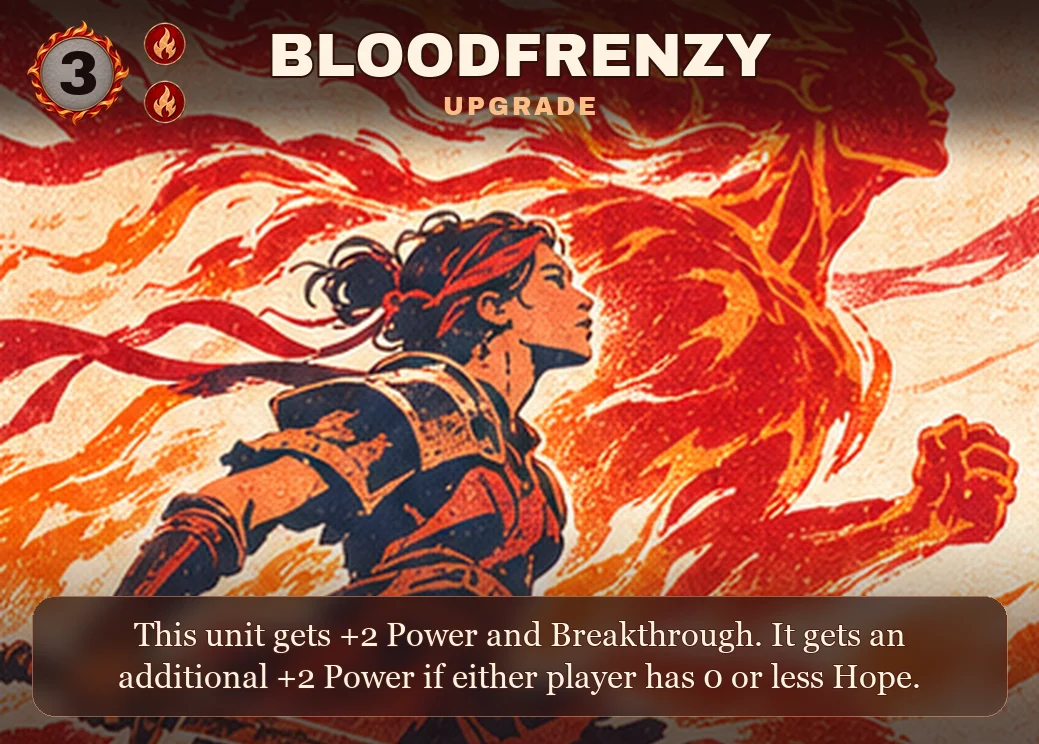 3
BLOODFRENZY
UPGRADE
This unit gets +2 Power and Breakthrough. It gets an
additional +2 Power if either player has 0 or less Hope.